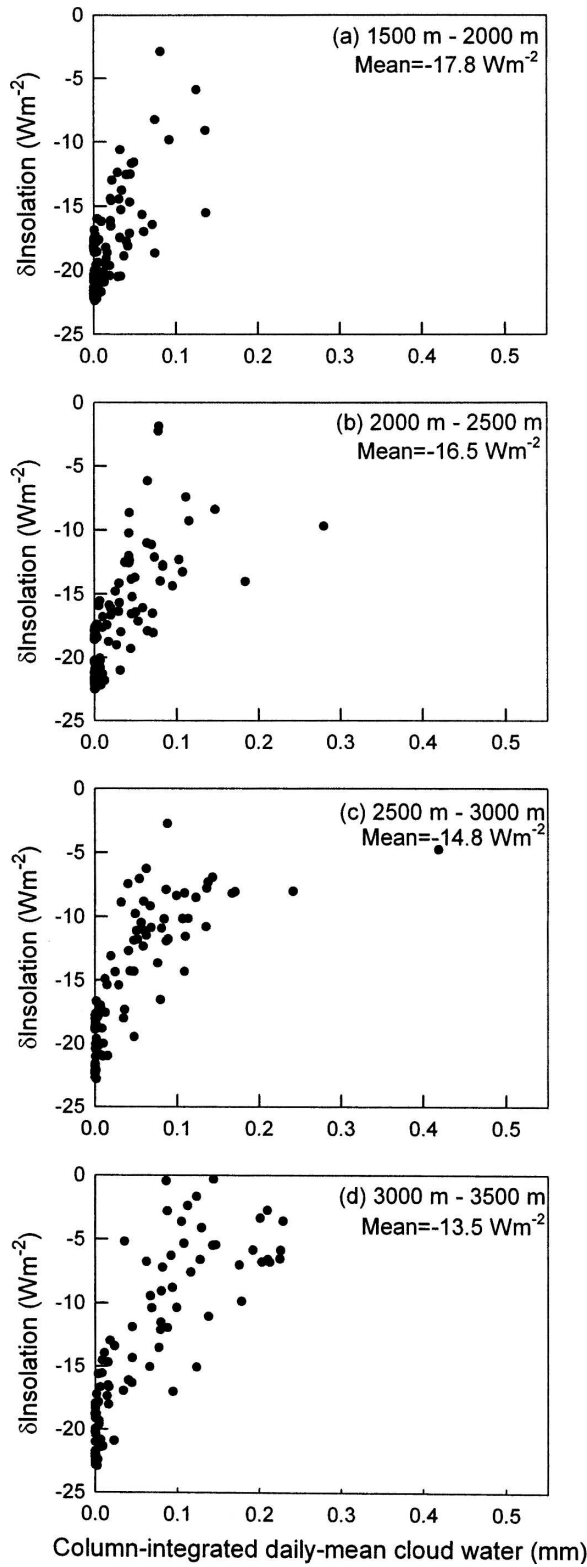 (a) 1500 m - 2000 m
Mean=-17.8 Wm-2
δInsolation (Wm-2)
0
-5
-10
-15
-20
-25
0.0 0.1 0.2 0.3 0.4 0.5
(b) 2000 m - 2500 m
Mean=-16.5 Wm-2
δInsolation (Wm-2)
0
-5
-10
-15
-20
-25
0.0 0.1 0.2 0.3 0.4 0.5
(c) 2500 m - 3000 m
Mean=-14.8 Wm-2
δInsolation (Wm-2)
0
-5
-10
-15
-20
-25
0.0 0.1 0.2 0.3 0.4 0.5
(d) 3000 m - 3500 m
Mean=-13.5 Wm-2
δInsolation (Wm-2)
0
-5
-10
-15
-20
-25
0.0 0.1 0.2 0.3 0.4 0.5
Column-integrated daily-mean cloud water (mm)